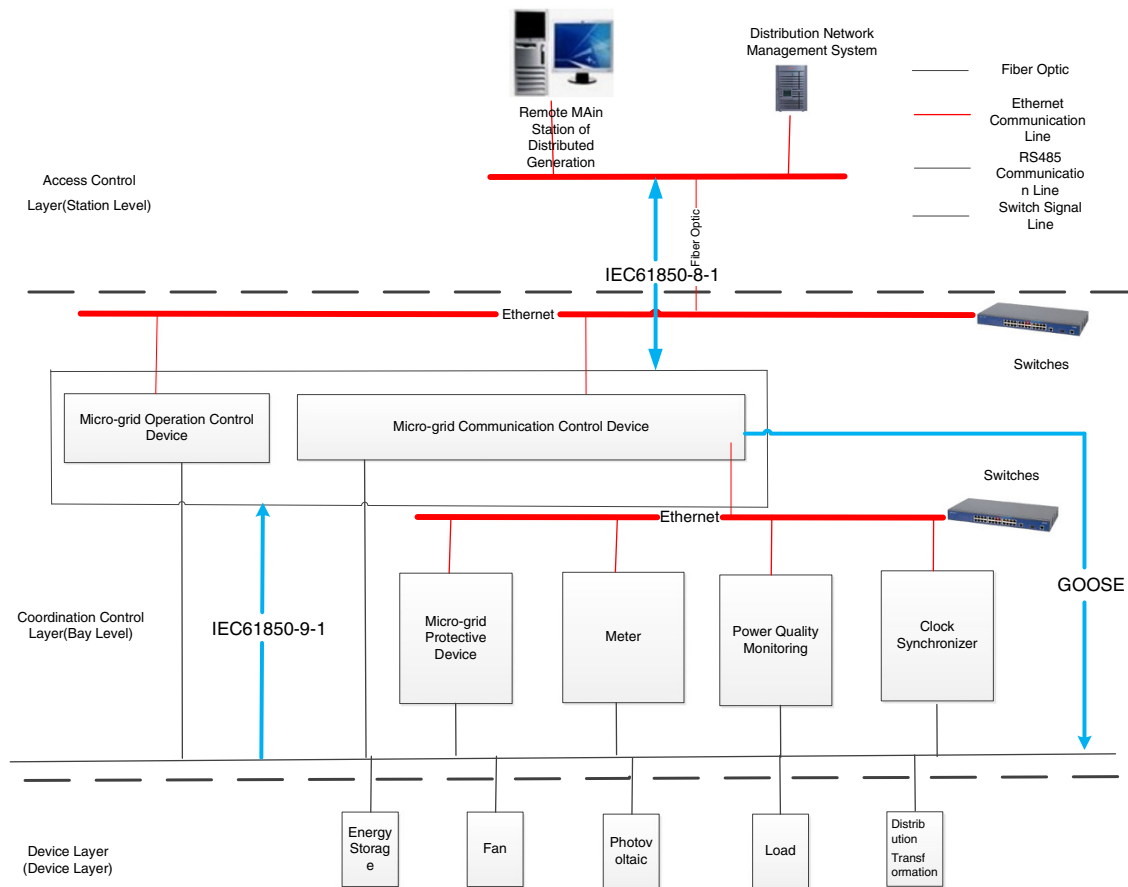 Distribution Network
Management System
Fiber Optic
Ethernet
Communication
Line
RS485
Communicatio
n Line
Switch Signal
Line
Remote MAin
Station of
Distributed
Generation
Access Control
Layer(Station Level)
Fiber Optic
IEC61850-8-1
Ethernet
Switches
Micro-grid Operation Control
Device
Micro-grid Communication Control Device
Switches
Ethernet
GOOSE
Coordination Control
Layer(Bay Level)
IEC61850-9-1
Micro-grid
Protective
Device
Meter
Power Quality
Monitoring
Clock
Synchronizer
Device Layer
(Device Layer)
Energy
Storag
e
Fan
Photov
oltaic
Load
Distrib
ution
Transf
ormation